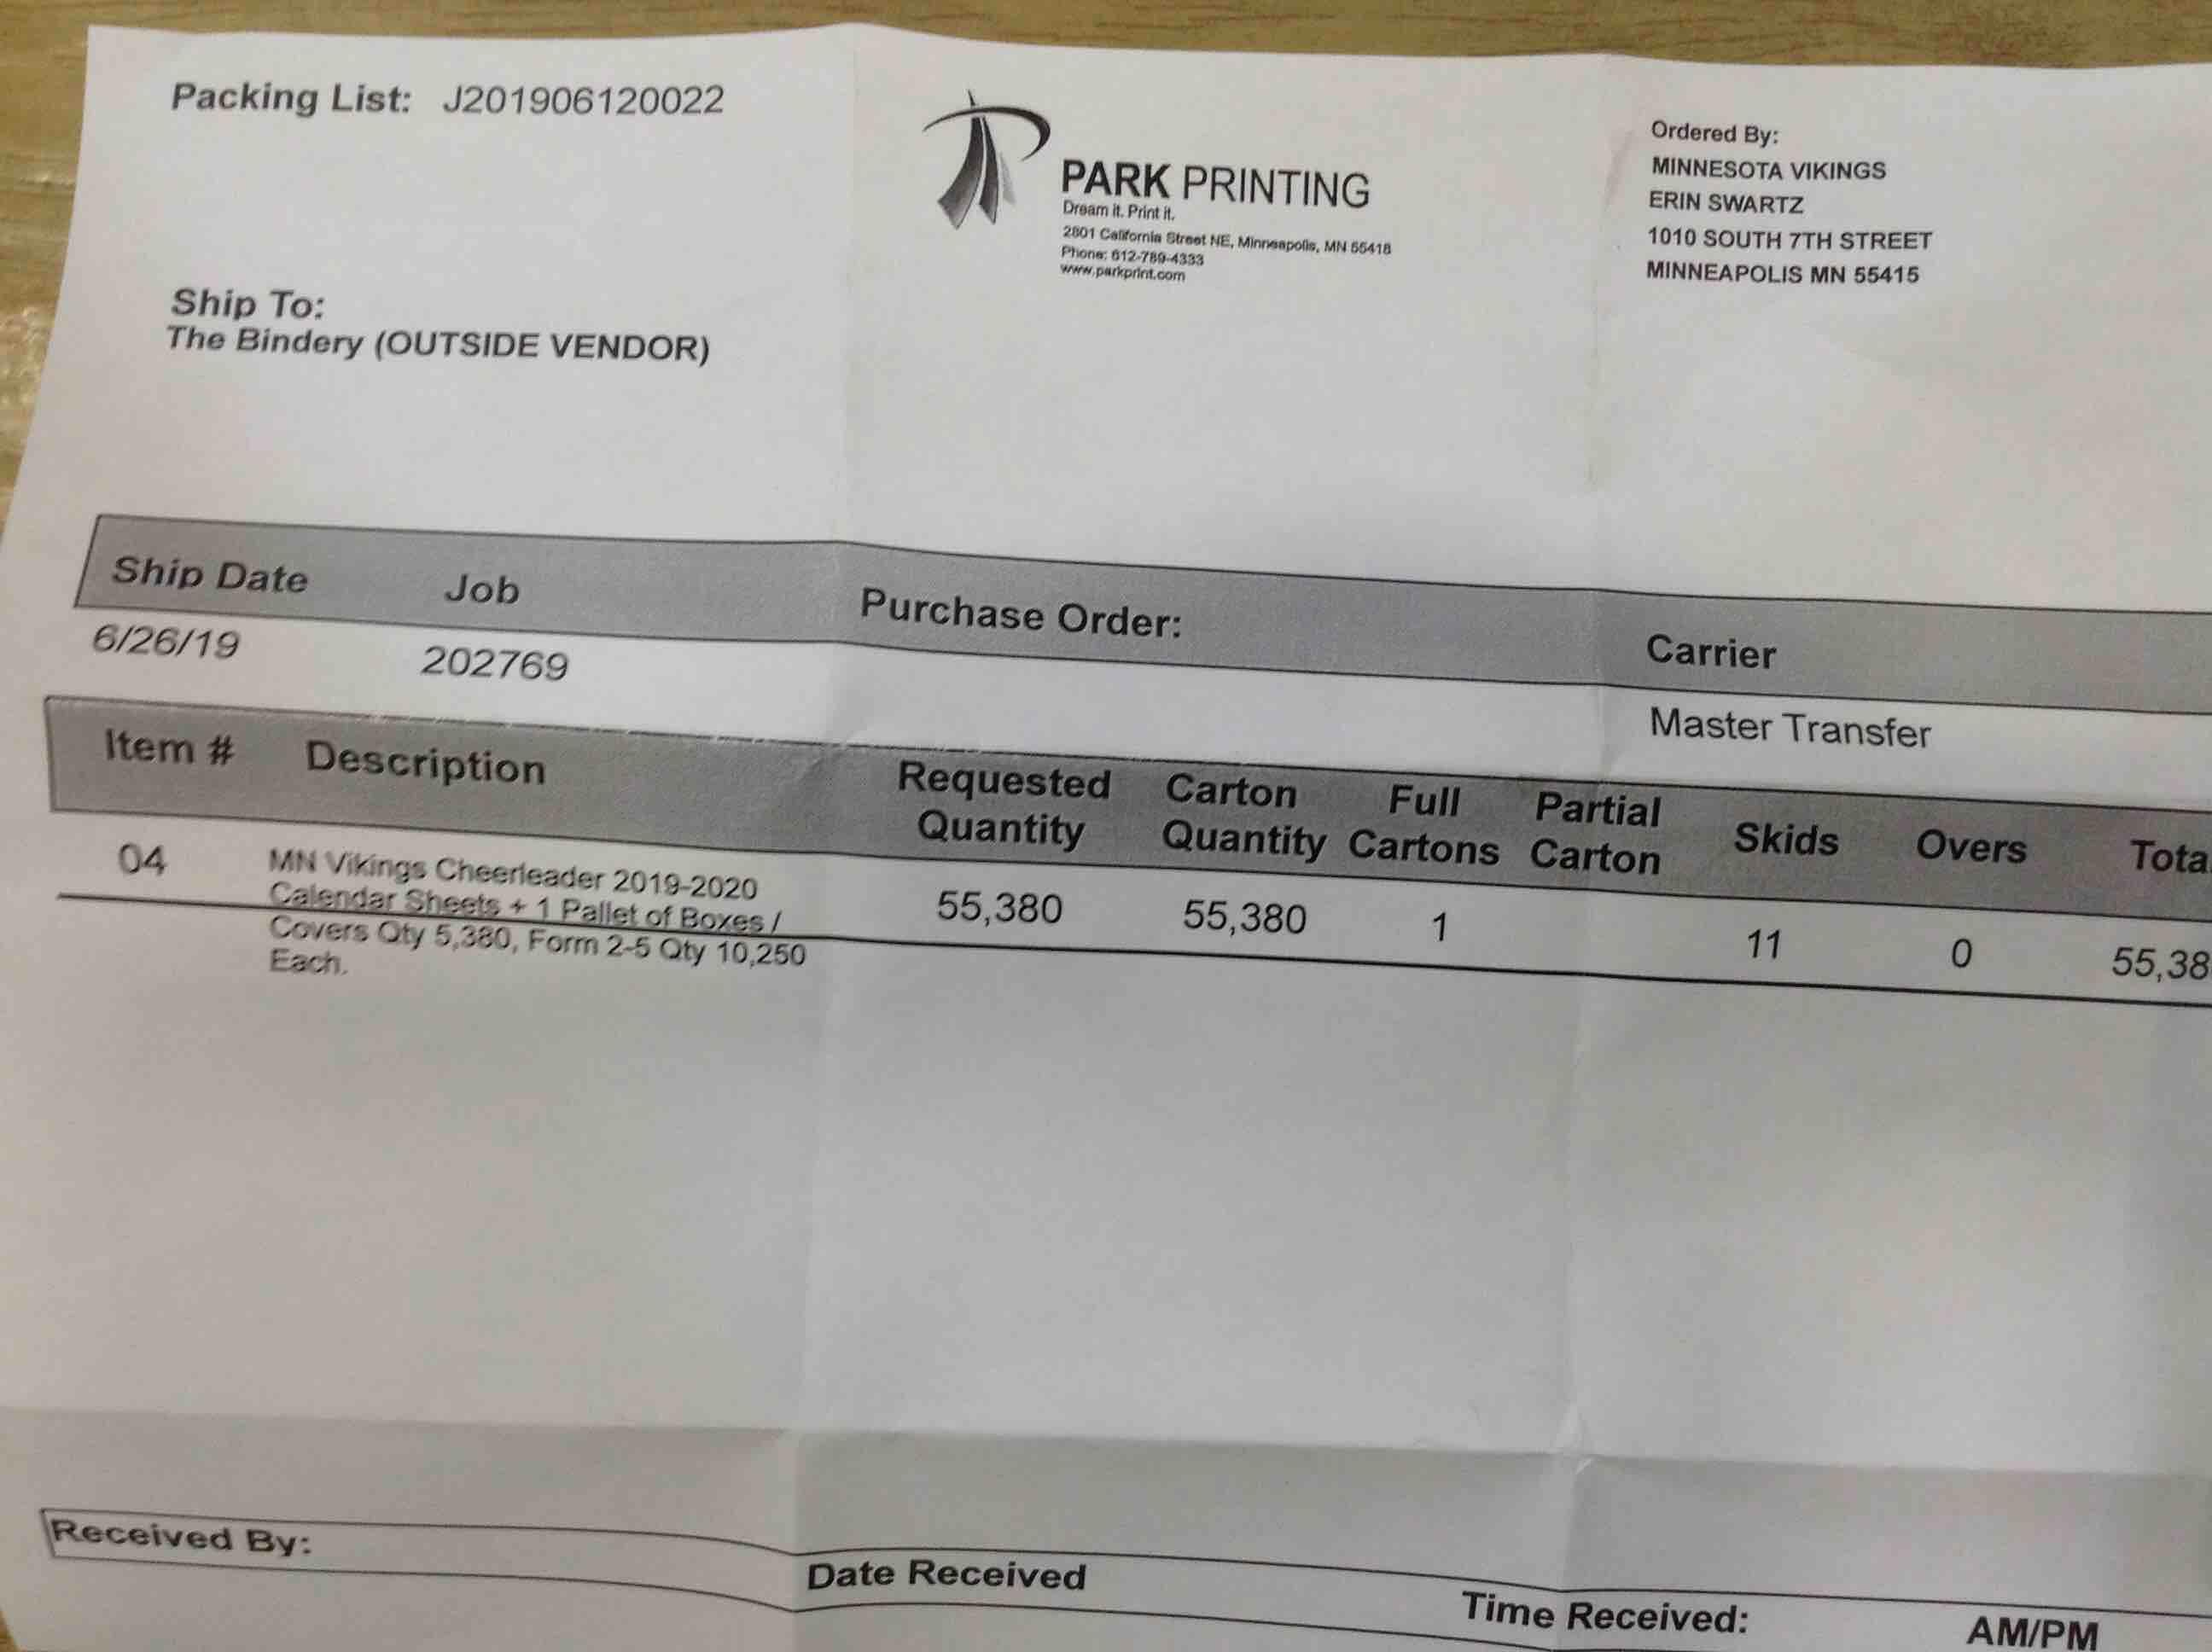 Packing List: J201906120022
PARK PRINTING
Dream it. Print it.
2801 California Street NE, Minneapolis, MN 55418
Phone: 612-789-4333
www.parkprint.com
Ordered By:
MINNESOTA VIKINGS
ERIN SWARTZ
1010 SOUTH 7TH STREET
MINNEAPOLIS MN 55415
Ship To:
The Bindery (OUTSIDE VENDOR)
Ship Date Job Purchase Order: Carrier
6/26/19 202769 Master Transfer
Item # Description Requested Quantity Carton Quantity Full Cartons Partial Carton Skids Overs Tota
04 MN Vikings Cheerleader 2019-2020 55,380 55,380 1 11 0 55,38
Calendar Sheets + 1 Pallet of Boxes /
Covers Qty 5,380, Form 2-5 Qty 10,250
Each.
Received By: Date Received Time Received: AM/PM